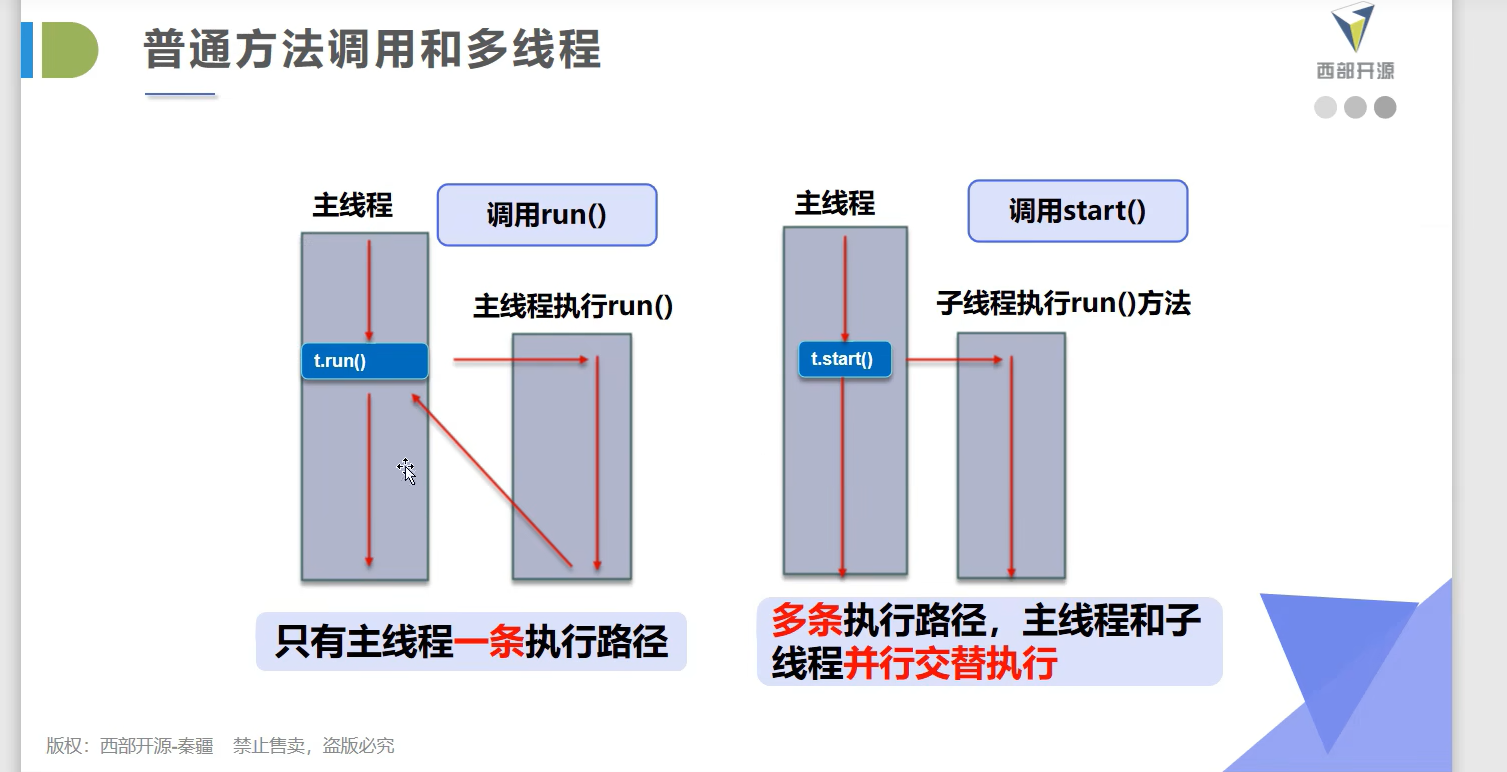 普通方法调用和多线程
西部开源
主线程
调用run()
主线程执行run()
t.run()
只有主线程一条执行路径
主线程
调用start()
子线程执行run()方法
t.start()
多条执行路径，主线程和子
线程并行交替执行
版权：西部开源-秦疆 禁止售卖，盗版必究